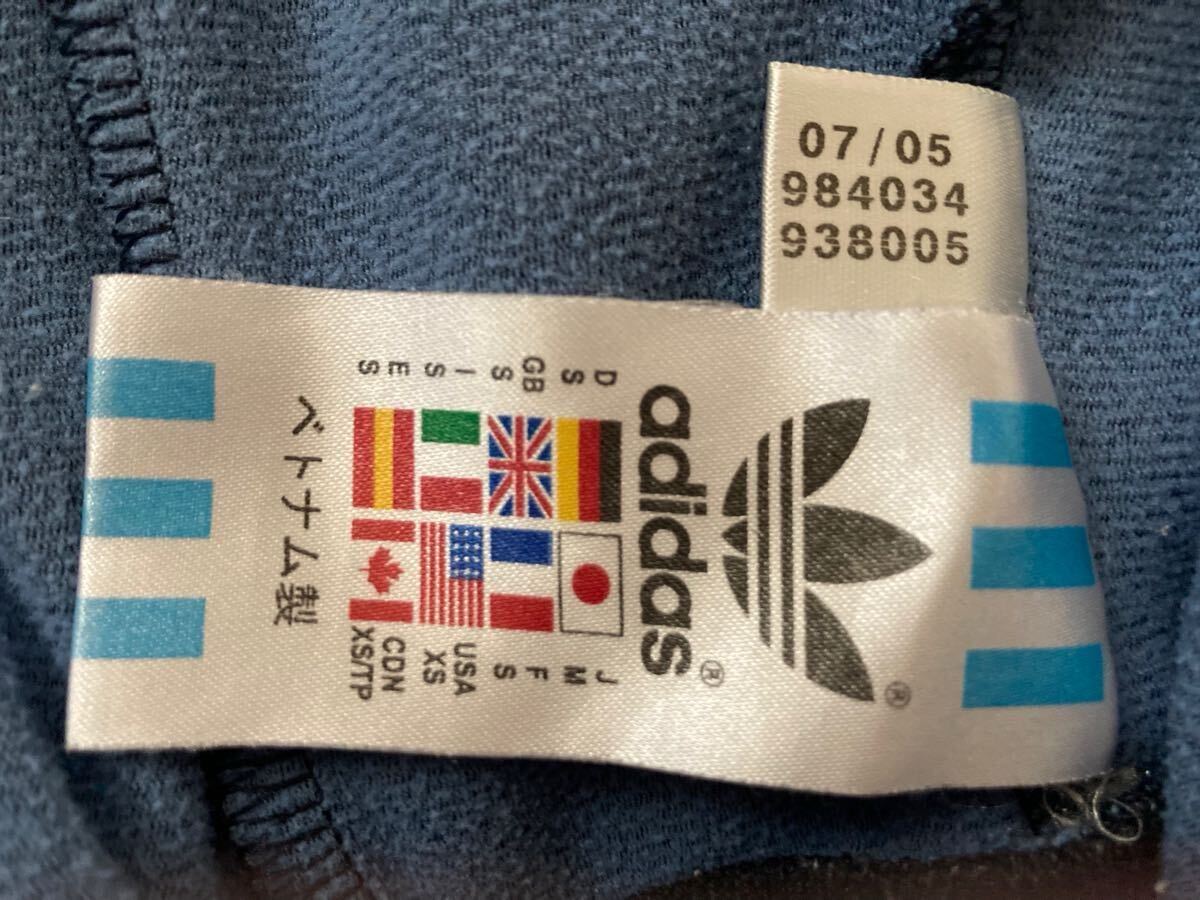 07/05
984034
938005
adidas®
®
D
S
GB
S
I
S
E
S
J
M
F
S
USA
XS
CDN
XS/TP
ベトナム製